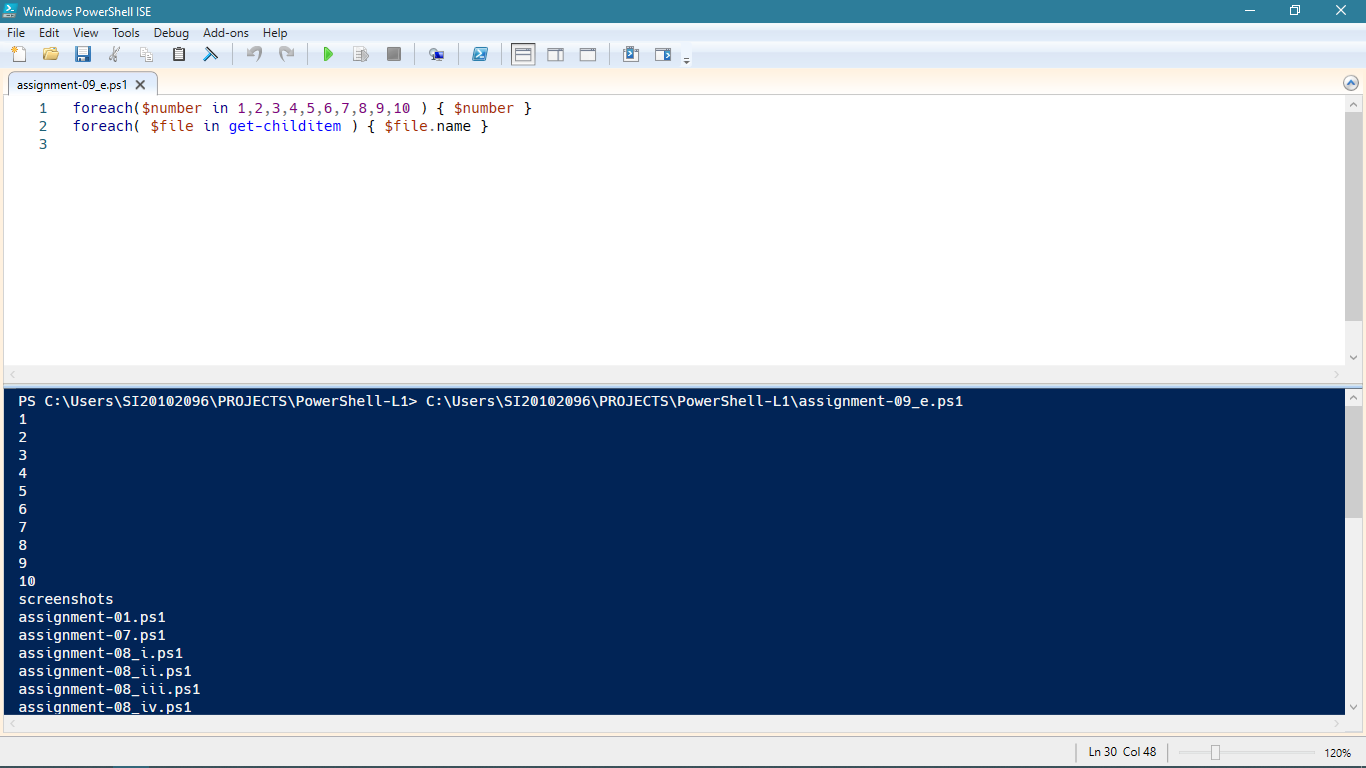 Windows PowerShell ISE
File Edit View Tools Debug Add-ons Help
assignment-09_e.ps1
1 foreach($number in 1,2,3,4,5,6,7,8,9,10 ) { $number }
2 foreach( $file in get-childitem ) { $file.name }
3
PS C:\Users\SI20102096\PROJECTS\PowerShell-L1> C:\Users\SI20102096\PROJECTS\PowerShell-L1\assignment-09_e.ps1
1
2
3
4
5
6
7
8
9
10
screenshots
assignment-01.ps1
assignment-07.ps1
assignment-08_i.ps1
assignment-08_ii.ps1
assignment-08_iii.ps1
assignment-08_iv.ps1
Ln 30 Col 48 120%